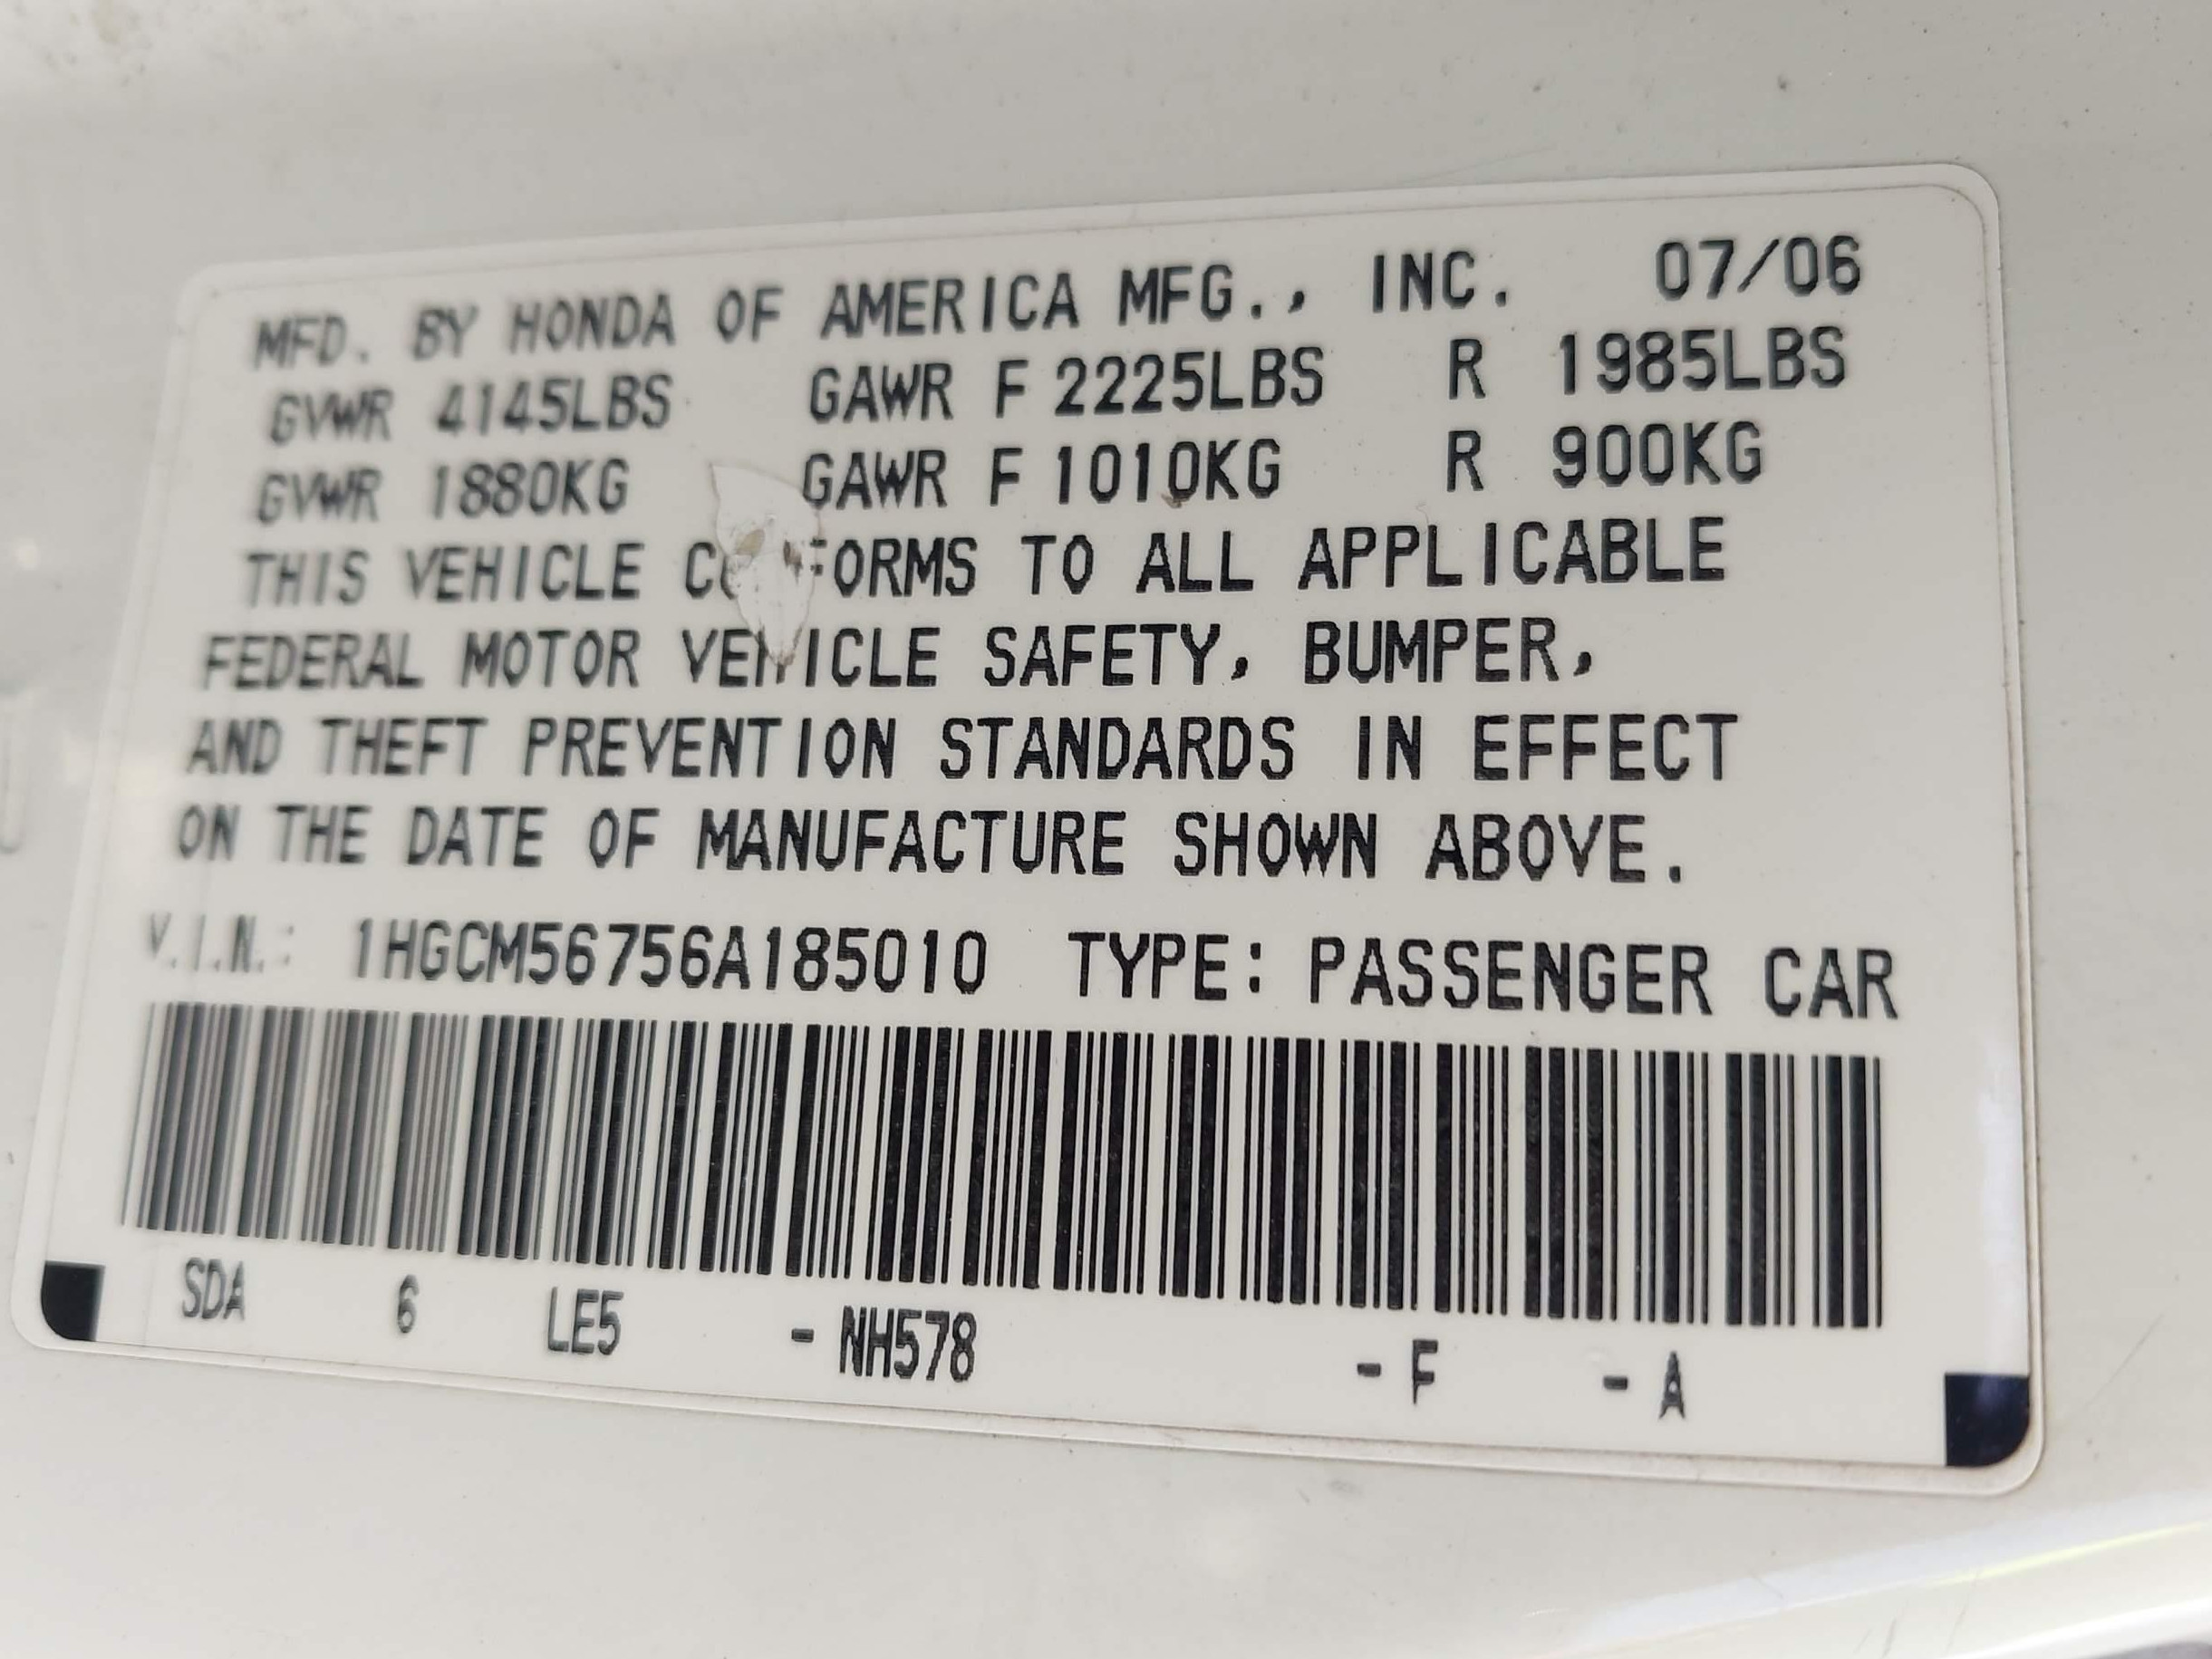 MFD. BY HONDA OF AMERICA MFG., INC. 07/06
GVWR 4145LBS GAWR F 2225LBS R 1985LBS
GVWR 1880KG GAWR F 1010KG R 900KG
THIS VEHICLE CONFORMS TO ALL APPLICABLE
FEDERAL MOTOR VEHICLE SAFETY, BUMPER,
AND THEFT PREVENTION STANDARDS IN EFFECT
ON THE DATE OF MANUFACTURE SHOWN ABOVE.
V.I.N.: 1HGCM56756A185010 TYPE: PASSENGER CAR
SDA 6 LE5 - NH578 - F - A